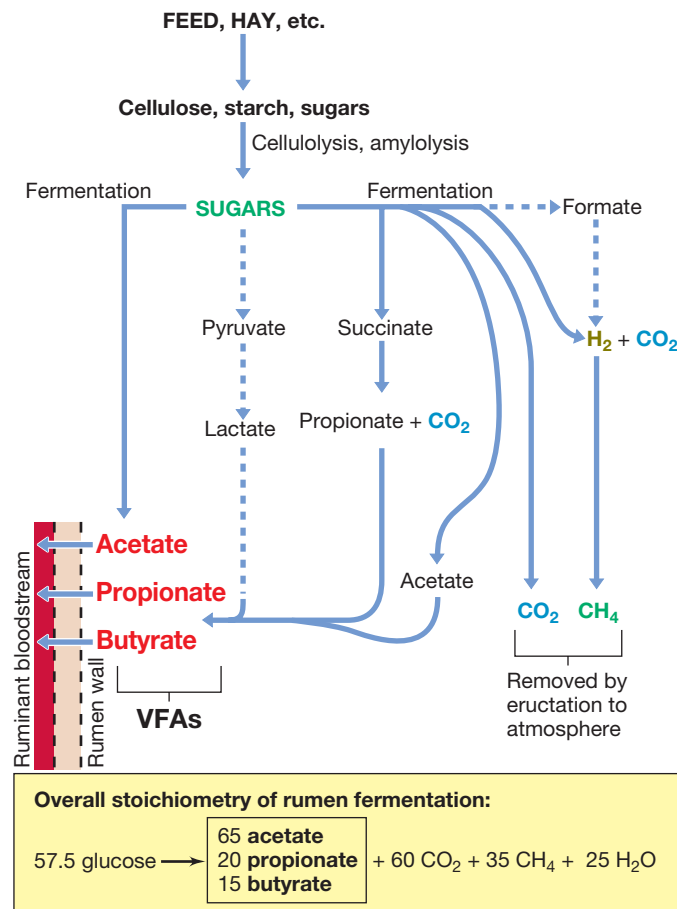 FEED, HAY, etc.
Cellulose, starch, sugars
Cellulolysis, amylolysis
Fermentation
SUGARS
Fermentation
Formate
Pyruvate
Succinate
H₂ + CO₂
Lactate
Propionate + CO₂
Acetate
Propionate
Butyrate
Acetate
CO₂
CH₄
VFAs
Removed by
eructation to
atmosphere
Ruminant bloodstream
Rumen wall
Overall stoichiometry of rumen fermentation:
65 acetate
57.5 glucose → 20 propionate + 60 CO₂ + 35 CH₄ + 25 H₂O
15 butyrate